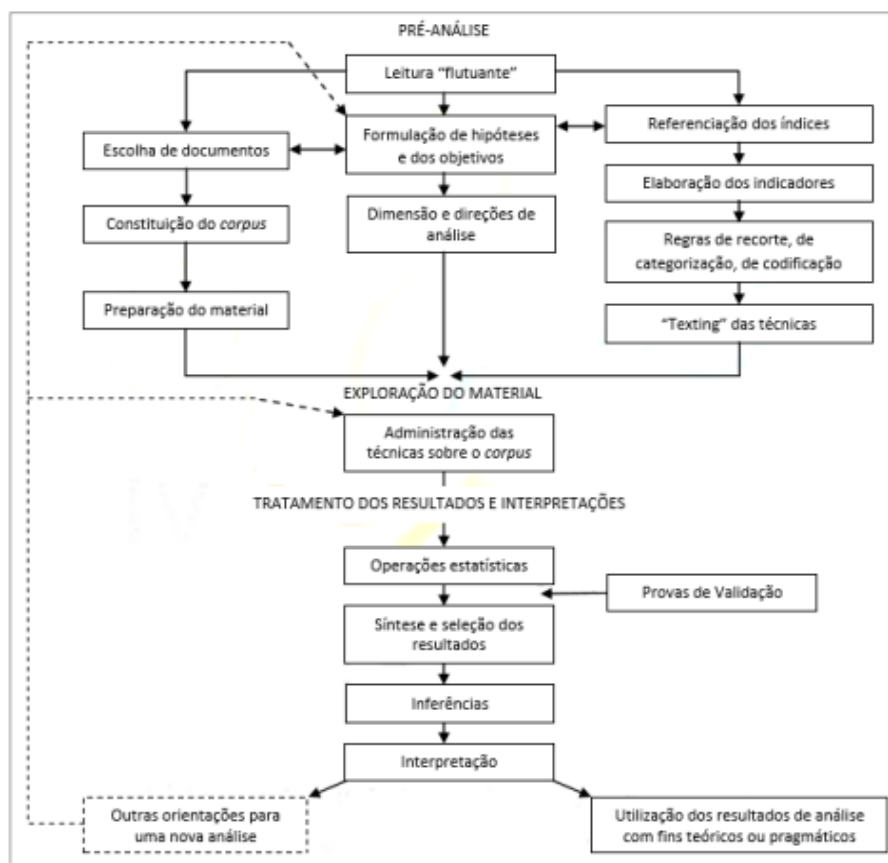 PRÉ-ANÁLISE
Leitura “flutuante”
Escolha de documentos
Formulação de hipóteses
e dos objetivos
Referenciação dos índices
Elaboração dos indicadores
Constituição do corpus
Dimensão e direções de
análise
Regras de recorte, de
categorização, de codificação
Preparação do material
“Texting” das técnicas
EXPLORAÇÃO DO MATERIAL
Administração das
técnicas sobre o corpus
TRATAMENTO DOS RESULTADOS E INTERPRETAÇÕES
Operações estatísticas
Provas de Validação
Síntese e seleção dos
resultados
Inferências
Interpretação
Outras orientações para
uma nova análise
Utilização dos resultados de análise
com fins teóricos ou pragmáticos